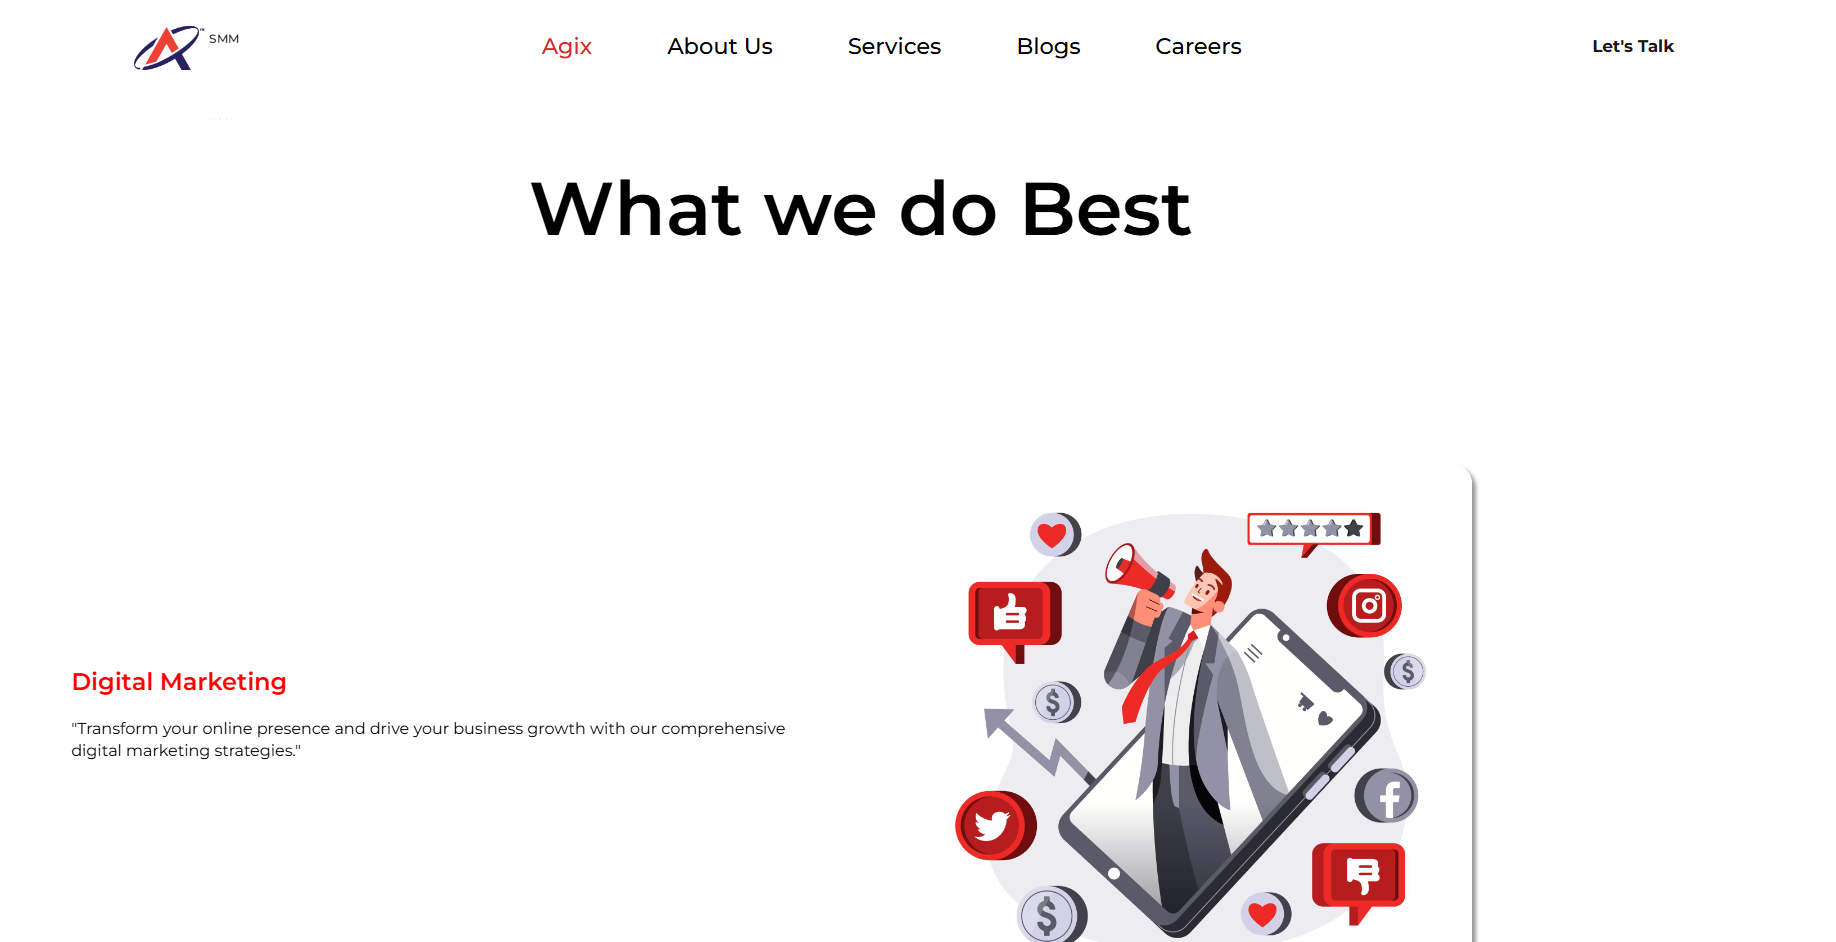 SMM
Agix
About Us
Services
Blogs
Careers
Let's Talk
What we do Best
Digital Marketing
"Transform your online presence and drive your business growth with our comprehensive
digital marketing strategies."